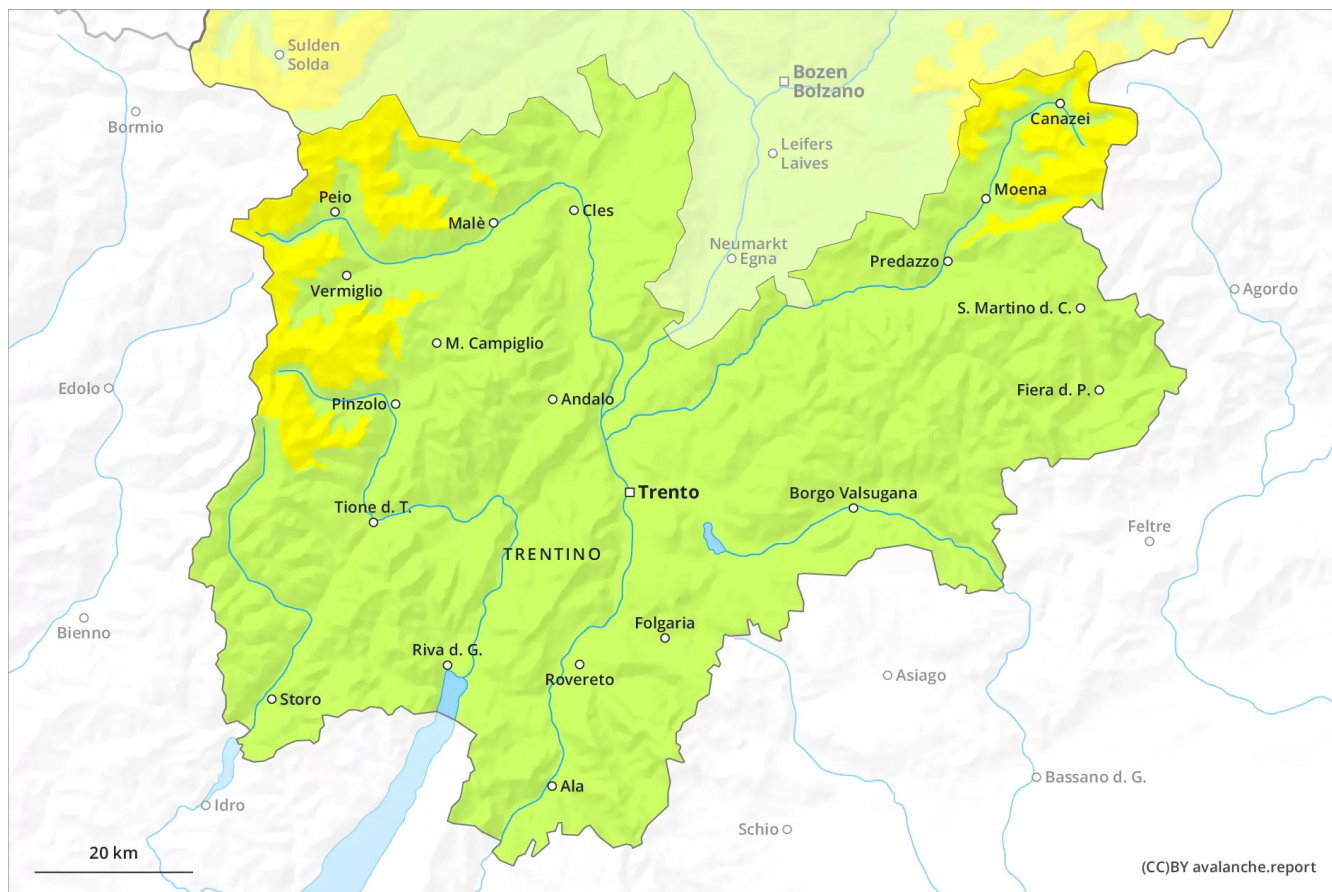 Sulden
Solda
Bozen
Bolzano
Bormio
Canazei
Leifers
Laives
Peio
Moena
Malè
Cles
Neumarkt
Egna
Predazzo
Vermiglio
Agordo
S. Martino d. C.
M. Campiglio
Edolo
Fiera d. P.
Andalo
Pinzolo
Trento
Borgo Valsugana
Tione d. T.
Feltre
TRENTINO
Bienno
Folgaria
Riva d. G.
Asiago
Rovereto
Storo
Bassano d. G.
Ala
Idro
Schio
20 km
(CC)BY avalanche.report